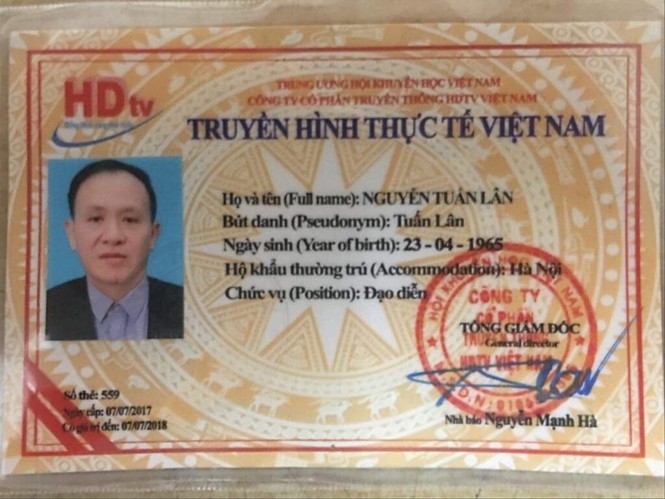 HDtv
TRUNG ƯƠNG HỘI KHUYẾN HỌC VIỆT NAM
CÔNG TY CỔ PHẦN TRUYỀN THÔNG HDTV VIỆT NAM
TRUYỀN HÌNH THỰC TẾ VIỆT NAM
Họ và tên (Full name): NGUYỄN TUẤN LÂN
Bút danh (Pseudonym): Tuấn Lân
Ngày sinh (Year of birth): 23 - 04 - 1965
Hộ khẩu thường trú (Accommodation): Hà Nội
Chức vụ (Position): Đạo diễn
TỔNG GIÁM ĐỐC
General director
CÔNG TY
CỔ PHẦN
TRUYỀN THÔNG
HDTV VIỆT NAM
Số thẻ: 559
Ngày cấp: 07/07/2017
Có giá trị đến: 07/07/2018
Nhà báo Nguyễn Mạnh Hà